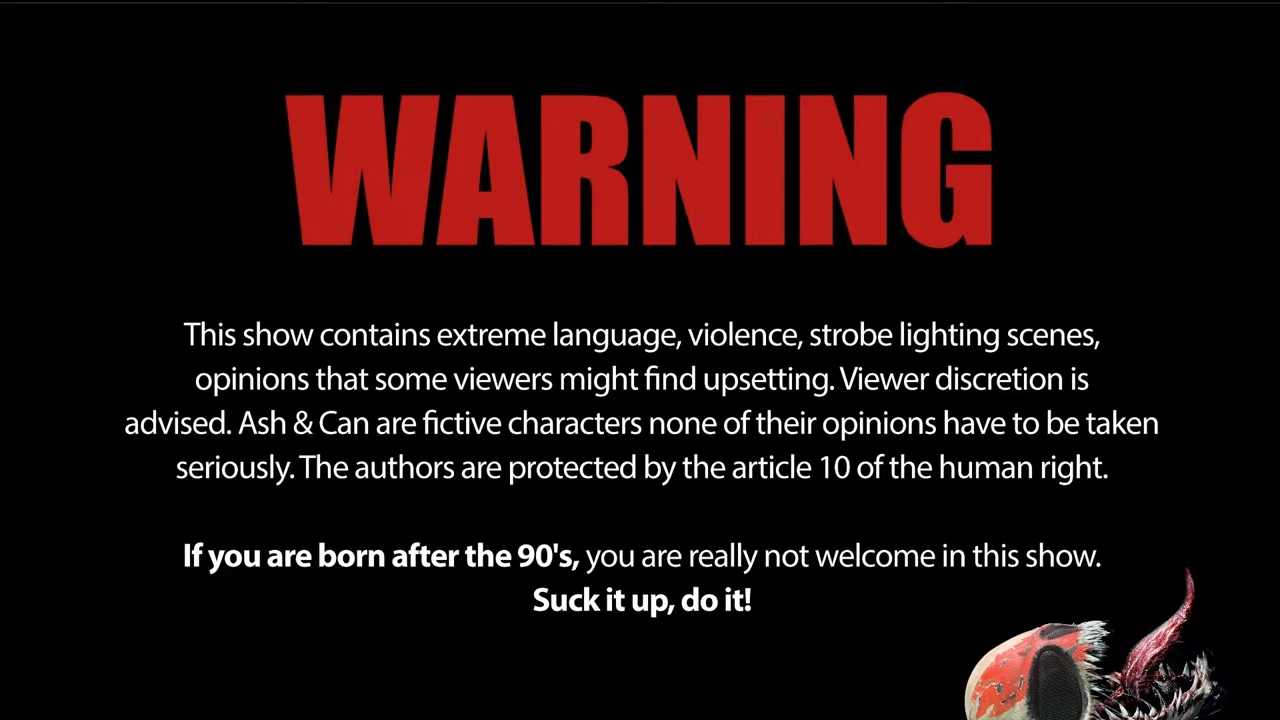 WARNING
This show contains extreme language, violence, strobe lighting scenes,
opinions that some viewers might find upsetting. Viewer discretion is
advised. Ash & Can are fictive characters none of their opinions have to be taken
seriously. The authors are protected by the article 10 of the human right.
If you are born after the 90's, you are really not welcome in this show.
Suck it up, do it!